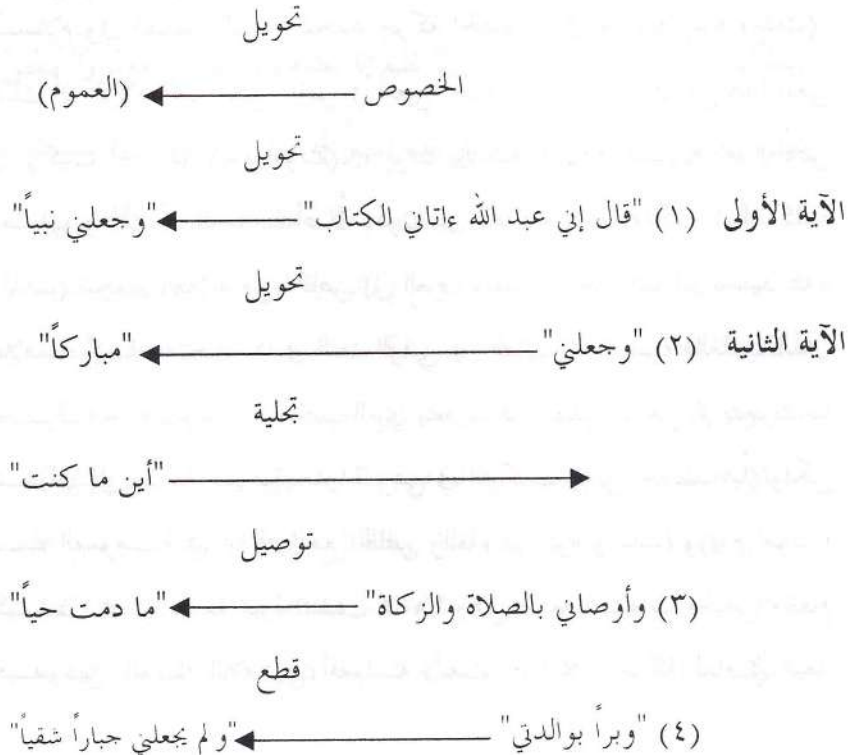 تحويل
الخصوص (العموم)
تحويل
الآية الأولى (١) "قال إني عبد الله ءاتاني الكتاب" "وجعلني نبياً"
تحويل
الآية الثانية (٢) "وجعلني" "مباركاً"
تجلية
"أين ما كنت"
توصيل
(٣) وأوصاني بالصلاة والزكاة" "ما دمت حياً"
قطع
(٤) "وبراً بوالدتي" "ولم يجعلني جباراً شقياً"